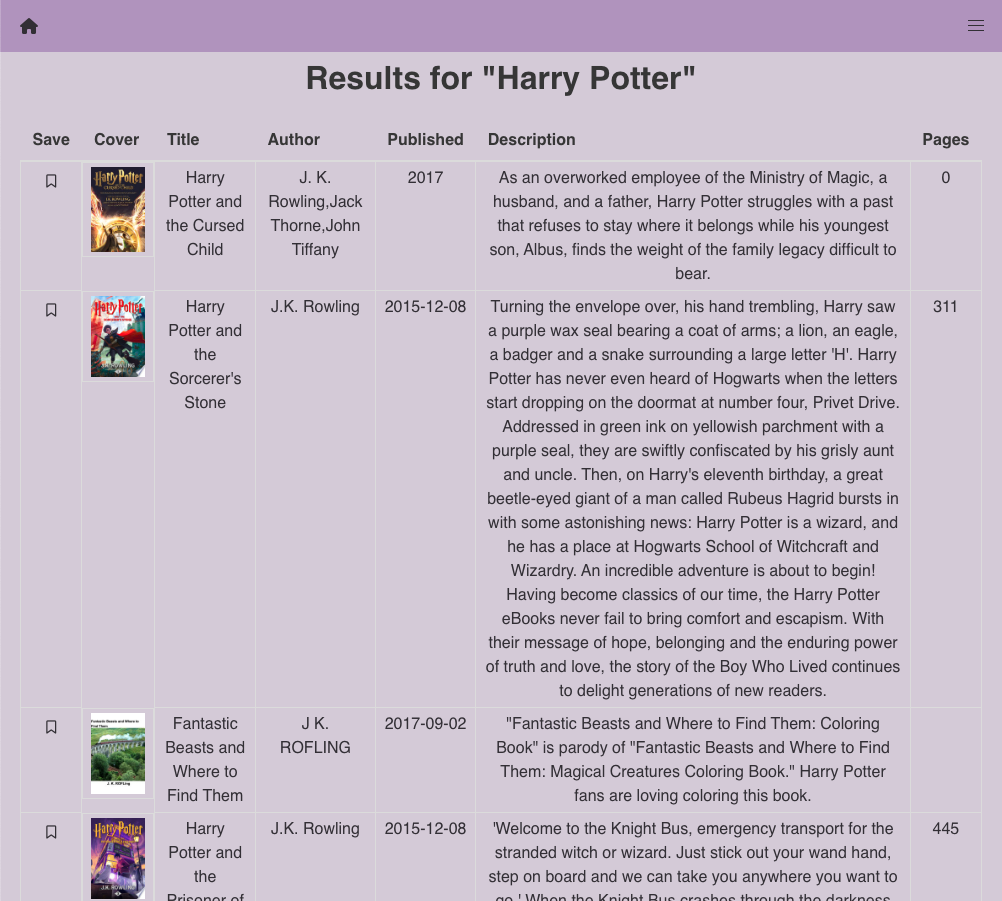 Results for "Harry Potter"
Save Cover Title Author Published Description Pages
Harry Potter
J.K. ROWLING
Harry
Potter and
the Cursed
Child
J. K.
Rowling,Jack
Thorne,John
Tiffany
2017
As an overworked employee of the Ministry of Magic, a
husband, and a father, Harry Potter struggles with a past
that refuses to stay where it belongs while his youngest
son, Albus, finds the weight of the family legacy difficult to
bear.
0
Harry Potter
J.K. ROWLING
Harry
Potter and
the
Sorcerer's
Stone
J.K. Rowling
2015-12-08
Turning the envelope over, his hand trembling, Harry saw
a purple wax seal bearing a coat of arms; a lion, an eagle,
a badger and a snake surrounding a large letter 'H'. Harry
Potter has never even heard of Hogwarts when the letters
start dropping on the doormat at number four, Privet Drive.
Addressed in green ink on yellowish parchment with a
purple seal, they are swiftly confiscated by his grisly aunt
and uncle. Then, on Harry's eleventh birthday, a great
beetle-eyed giant of a man called Rubeus Hagrid bursts in
with some astonishing news: Harry Potter is a wizard, and
he has a place at Hogwarts School of Witchcraft and
Wizardry. An incredible adventure is about to begin!
Having become classics of our time, the Harry Potter
eBooks never fail to bring comfort and escapism. With
their message of hope, belonging and the enduring power
of truth and love, the story of the Boy Who Lived continues
to delight generations of new readers.
311
Fantastic Beasts and Where to
Find Them
J. K. ROFLing
Fantastic
Beasts and
Where to
Find Them
J K.
ROFLING
2017-09-02
"Fantastic Beasts and Where to Find Them: Coloring
Book" is parody of "Fantastic Beasts and Where to Find
Them: Magical Creatures Coloring Book." Harry Potter
fans are loving coloring this book.
Harry Potter
J.K. ROWLING
Harry
Potter and
the
Prisoner of
J.K. Rowling
2015-12-08
'Welcome to the Knight Bus, emergency transport for the
stranded witch or wizard. Just stick out your wand hand,
step on board and we can take you anywhere you want to
go.' When the Knight Bus crashes through the darkness
445